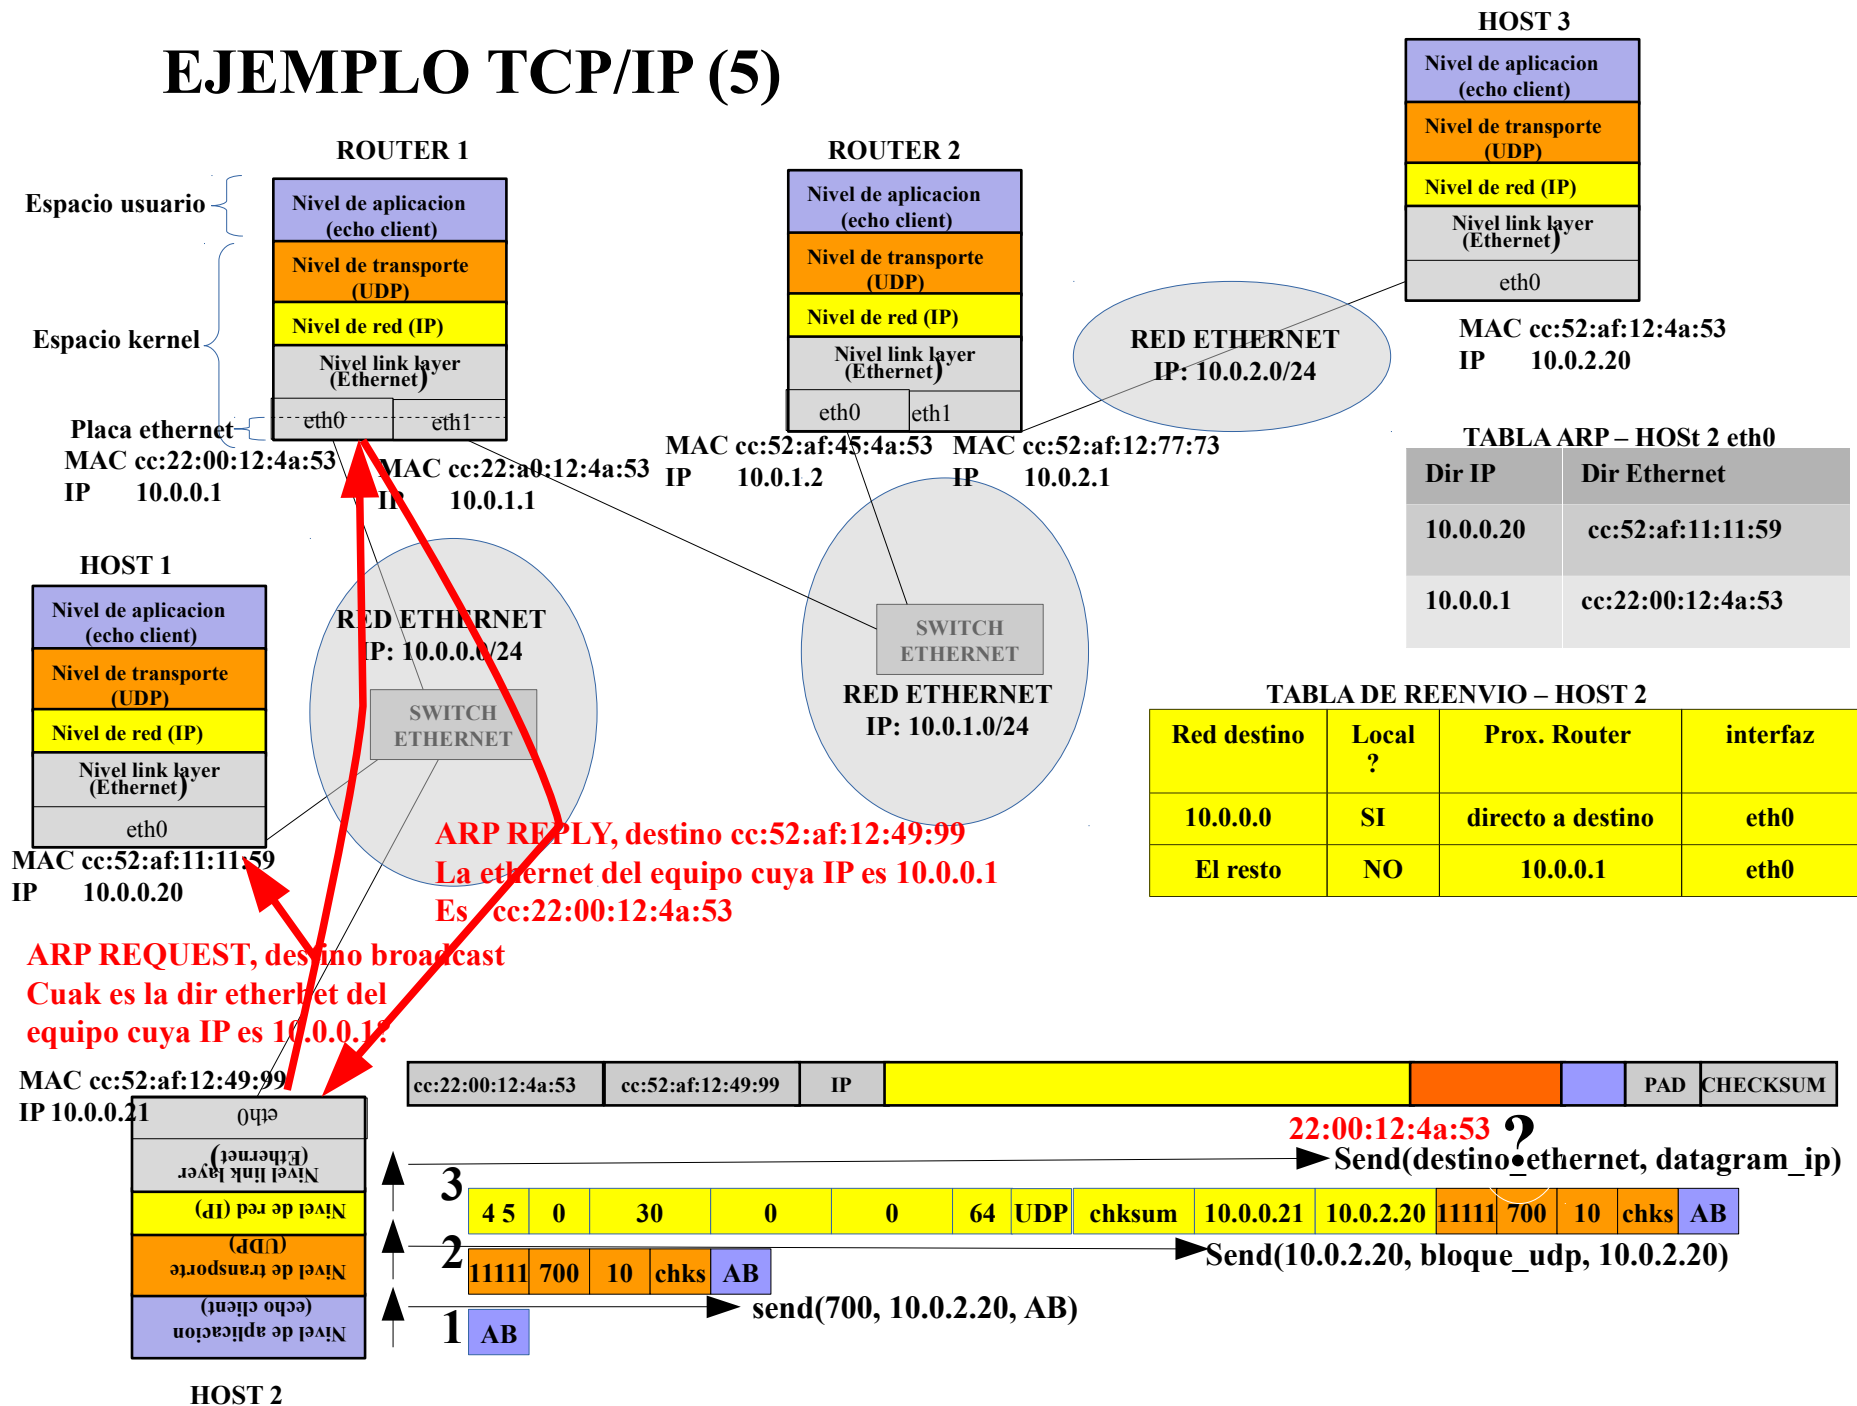 EJEMPLO TCP/IP (5)
HOST 3
Nivel de aplicacion
(echo client)
Nivel de transporte
(UDP)
Nivel de red (IP)
Nivel link layer
(Ethernet)
eth0
MAC cc:52:af:12:4a:53
IP 10.0.2.20
ROUTER 1
Espacio usuario
Espacio kernel
Placa ethernet
Nivel de aplicacion
(echo client)
Nivel de transporte
(UDP)
Nivel de red (IP)
Nivel link layer
(Ethernet)
eth0 eth1
MAC cc:22:00:12:4a:53
IP 10.0.0.1
MAC cc:22:a0:12:4a:53
IP 10.0.1.1
ROUTER 2
Nivel de aplicacion
(echo client)
Nivel de transporte
(UDP)
Nivel de red (IP)
Nivel link layer
(Ethernet)
eth0 eth1
MAC cc:52:af:45:4a:53
IP 10.0.1.2
MAC cc:52:af:12:77:73
IP 10.0.2.1
RED ETHERNET
IP: 10.0.2.0/24
TABLA ARP – HOSt 2 eth0
Dir IP Dir Ethernet
10.0.0.20 cc:52:af:11:11:59
10.0.0.1 cc:22:00:12:4a:53
HOST 1
Nivel de aplicacion
(echo client)
Nivel de transporte
(UDP)
Nivel de red (IP)
Nivel link layer
(Ethernet)
eth0
MAC cc:52:af:11:11:59
IP 10.0.0.20
RED ETHERNET
IP: 10.0.0.0/24
SWITCH
ETHERNET
SWITCH
ETHERNET
RED ETHERNET
IP: 10.0.1.0/24
TABLA DE REENVIO – HOST 2
Red destino Local ? Prox. Router interfaz
10.0.0.0 SI directo a destino eth0
El resto NO 10.0.0.1 eth0
ARP REPLY, destino cc:52:af:12:49:99
La ethernet del equipo cuya IP es 10.0.0.1
Es cc:22:00:12:4a:53
ARP REQUEST, destino broadcast
Cuak es la dir etherbet del
equipo cuya IP es 10.0.0.1?
MAC cc:52:af:12:49:99
IP 10.0.0.21
eth0
Nivel link layer
(Ethernet)
Nivel de red (IP)
Nivel de transporte
(UDP)
Nivel de aplicacion
(echo client)
HOST 2
cc:22:00:12:4a:53 cc:52:af:12:49:99 IP PAD CHECKSUM
22:00:12:4a:53 ?
Send(destino_ethernet, datagram_ip)
3
4 5 0 30 0 0 64 UDP chksum 10.0.0.21 10.0.2.20 11111 700 10 chks AB
Send(10.0.2.20, bloque_udp, 10.0.2.20)
2
11111 700 10 chks AB
send(700, 10.0.2.20, AB)
1
AB